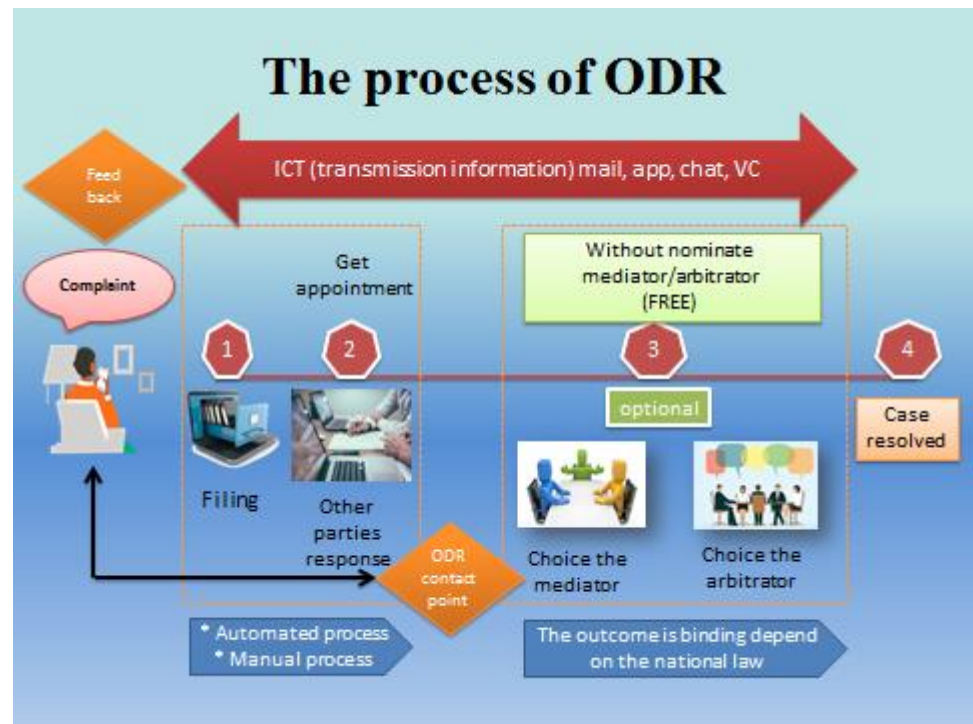 The process of ODR
ICT (transmission information) mail, app, chat, VC
Feed
back
Complaint
Get
appointment
Without nominate
mediator/arbitrator
(FREE)
1
2
3
4
optional
Case
resolved
Filing
Other
parties
response
ODR
contact
point
Choice the
mediator
Choice the
arbitrator
* Automated process
* Manual process
The outcome is binding depend
on the national law